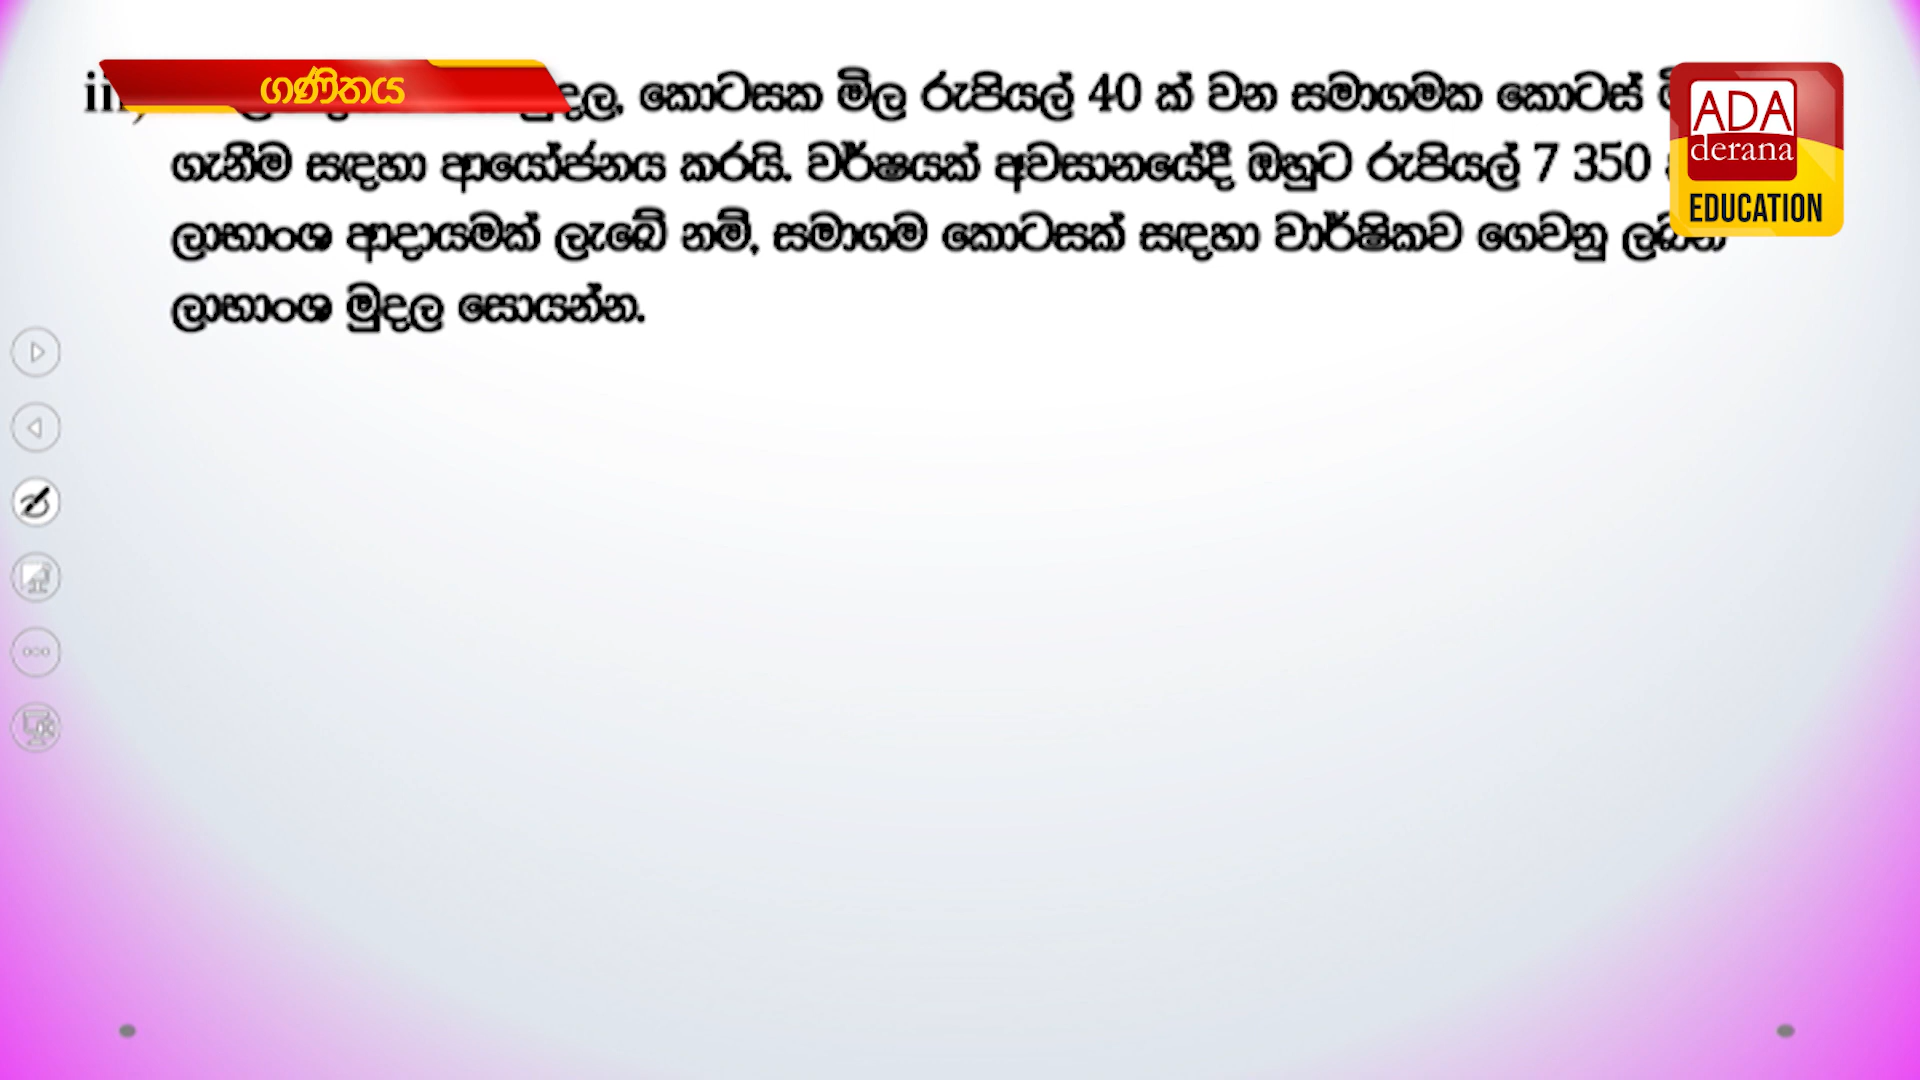 ගණිතය
කොටසක මිල රුපියල් 40 ක් වන සමාගමක කොටස්
ගැනීම සඳහා ආයෝජනය කරයි. වර්ෂයක් අවසානයේදී ඔහුට රුපියල් 7 350
ලාභාංශ ආදායමක් ලැබේ නම්, සමාගම කොටසක් සඳහා වාර්ෂිකව ගෙවනු
ලාභාංශ මුදල සොයන්න.
ADA
derana
EDUCATION